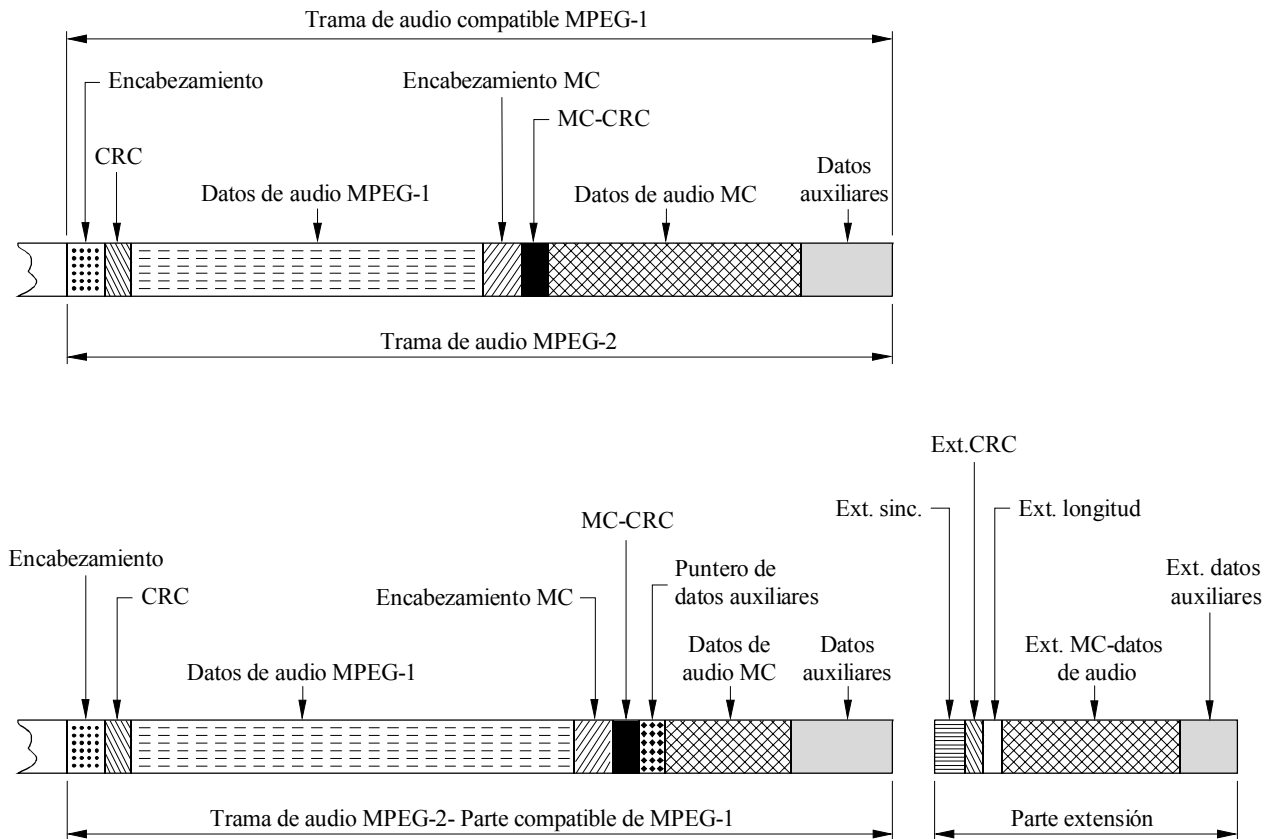 Trama de audio compatible MPEG-1
Encabezamiento
Encabezamiento MC
MC-CRC
CRC
Datos de audio MPEG-1
Datos de audio MC
Datos
auxiliares
Trama de audio MPEG-2
Ext.CRC
Ext. sinc.
Ext. longitud
MC-CRC
Encabezamiento
CRC
Encabezamiento MC
Puntero de
datos auxiliares
Ext. datos
auxiliares
Datos de audio MPEG-1
Datos de
audio MC
Datos
auxiliares
Ext. MC-datos
de audio
Trama de audio MPEG-2- Parte compatible de MPEG-1
Parte extensión